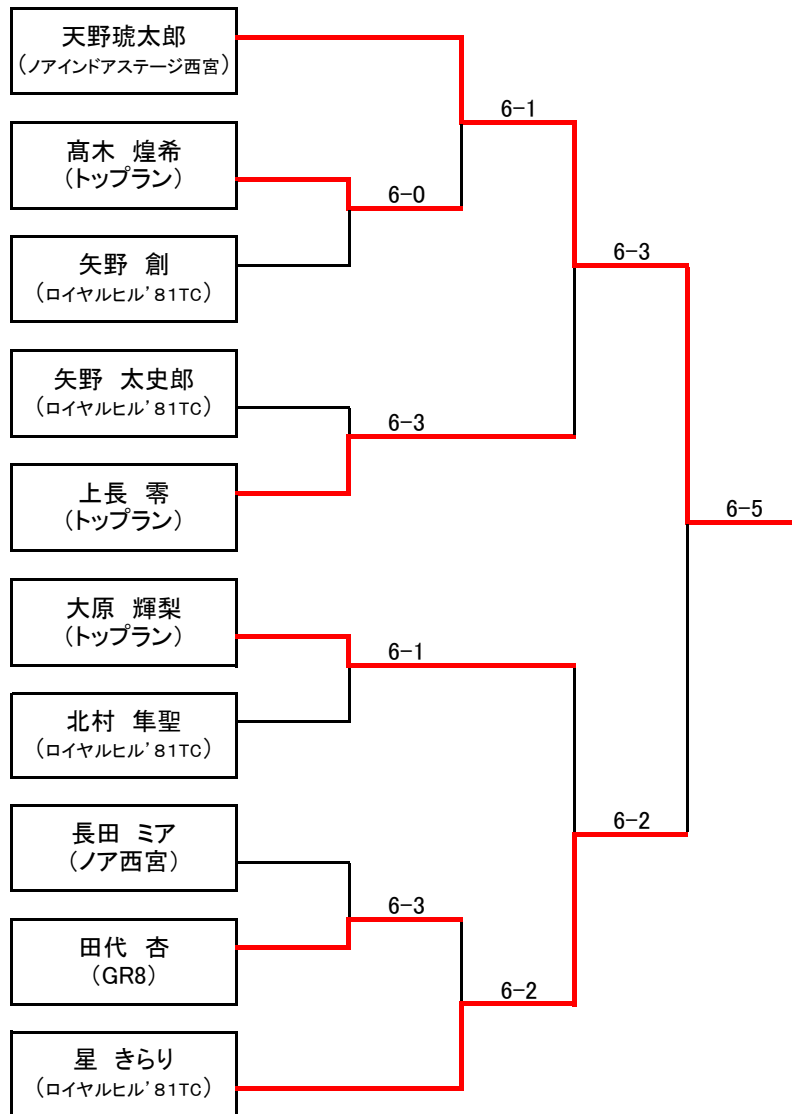 天野琥太郎
（ノアインドアステージ西宮）
6-1
髙木　煌希
(トップラン)
6-0
矢野　創
（ロイヤルヒル’８１ＴＣ）
6-3
矢野　太史郎
（ロイヤルヒル’８１ＴＣ）
6-3
上長　零
(トップラン)
6-5
大原　輝梨
(トップラン)
6-1
北村　隼聖
（ロイヤルヒル’８１ＴＣ）
長田　ミア
（ノア西宮）
6-2
6-3
田代　杏
(GR8)
6-2
星　きらり
（ロイヤルヒル’８１ＴＣ）